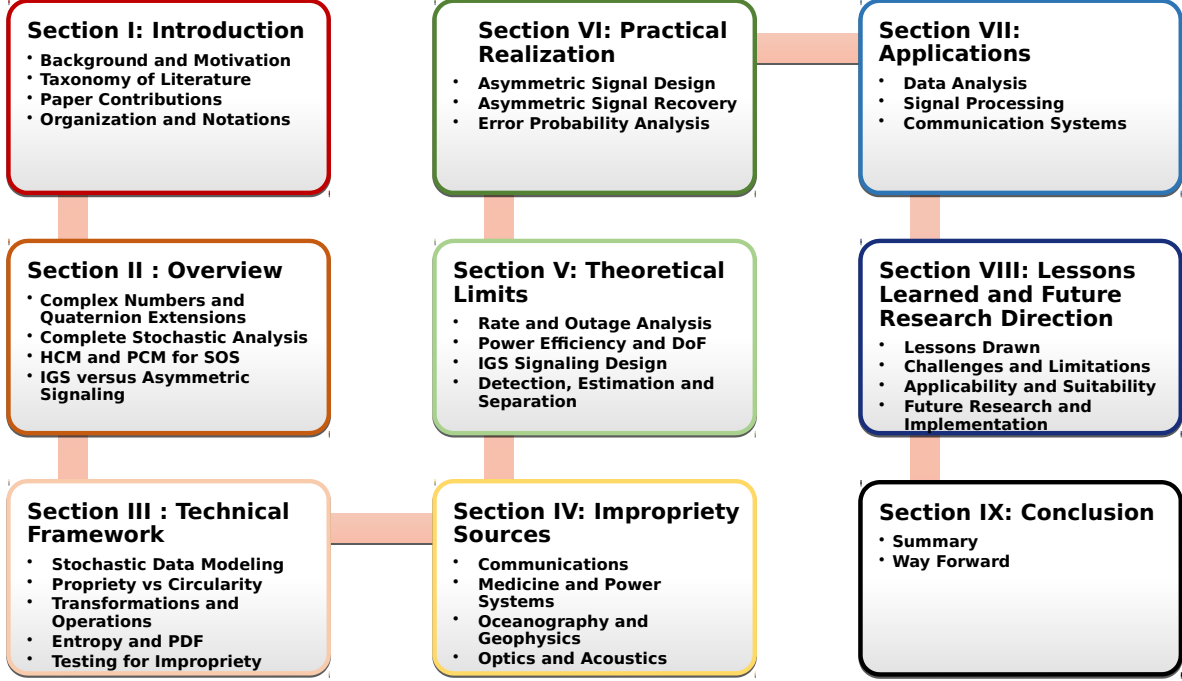 Section I: Introduction
• Background and Motivation
• Taxonomy of Literature
• Paper Contributions
• Organization and Notations
Section II : Overview
• Complex Numbers and
Quaternion Extensions
• Complete Stochastic Analysis
• HCM and PCM for SOS
• IGS versus Asymmetric
Signaling
Section III : Technical
Framework
• Stochastic Data Modeling
• Propriety vs Circularity
• Transformations and
Operations
• Entropy and PDF
• Testing for Impropriety
Section IV: Impropriety
Sources
• Communications
• Medicine and Power
Systems
• Oceanography and
Geophysics
• Optics and Acoustics
Section V: Theoretical
Limits
• Rate and Outage Analysis
• Power Efficiency and DoF
• IGS Signaling Design
• Detection, Estimation and
Separation
Section VI: Practical
Realization
• Asymmetric Signal Design
• Asymmetric Signal Recovery
• Error Probability Analysis
Section VII:
Applications
• Data Analysis
• Signal Processing
• Communication Systems
Section VIII: Lessons
Learned and Future
Research Direction
• Lessons Drawn
• Challenges and Limitations
• Applicability and Suitability
• Future Research and
Implementation
Section IX: Conclusion
• Summary
• Way Forward